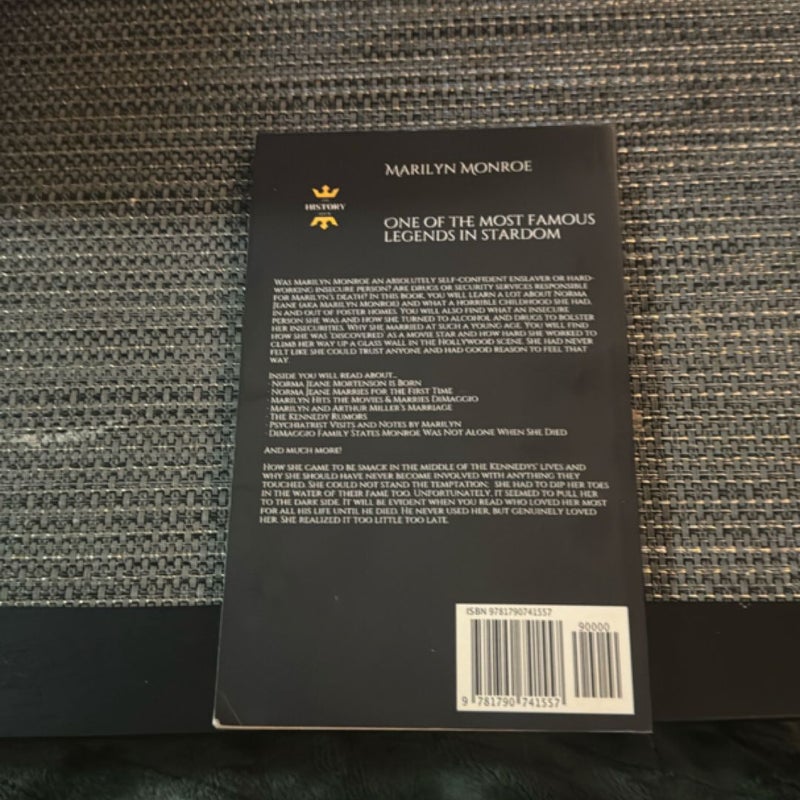 MARILYN MONROE
HISTORY
ONE OF THE MOST FAMOUS
LEGENDS IN STARDOM
WAS MARILYN MONROE AN ABSOLUTELY SELF-CONFIDENT ENSLAVER OR HARD-
WORKING INSECURE PERSON? ARE DRUGS OR SECURITY SERVICES RESPONSIBLE
FOR MARILYN'S DEATH? IN THIS BOOK, YOU WILL LEARN A LOT ABOUT NORMA
JEANE (AKA MARILYN MONROE) AND WHAT A HORRIBLE CHILDHOOD SHE HAD,
IN AND OUT OF FOSTER HOMES. YOU WILL ALSO FIND WHAT AN INSECURE
PERSON SHE WAS AND HOW SHE TURNED TO ALCOHOL AND DRUGS TO BOLSTER
HER INSECURITIES. WHY SHE MARRIED AT SUCH A YOUNG AGE. YOU WILL FIND
HOW SHE WAS 'DISCOVERED' AS A MOVIE STAR AND HOW HARD SHE WORKED TO
CLIMB HER WAY UP A GLASS WALL IN THE HOLLYWOOD SCENE. SHE HAD NEVER
FELT LIKE SHE COULD TRUST ANYONE AND HAD GOOD REASON TO FEEL THAT
WAY.
INSIDE YOU WILL READ ABOUT...
· NORMA JEANE MORTENSON IS BORN
· NORMA JEANE MARRIES FOR THE FIRST TIME
· MARILYN HITS THE MOVIES & MARRIES DIMAGGIO
· MARILYN AND ARTHUR MILLER'S MARRIAGE
· THE KENNEDY RUMORS
· PSYCHIATRIST VISITS AND NOTES BY MARILYN
· DIMAGGIO FAMILY STATES MONROE WAS NOT ALONE WHEN SHE DIED
AND MUCH MORE!
HOW SHE CAME TO BE SMACK IN THE MIDDLE OF THE KENNEDYS' LIVES AND
WHY SHE SHOULD HAVE NEVER BECOME INVOLVED WITH ANYTHING THEY
TOUCHED. SHE COULD NOT STAND THE TEMPTATION; SHE HAD TO DIP HER TOES
IN THE WATER OF THEIR FAME TOO. UNFORTUNATELY, IT SEEMED TO PULL HER
TO THE DARK SIDE. IT WILL BE EVIDENT WHEN YOU READ WHO LOVED HER MOST
FOR ALL HIS LIFE UNTIL HE DIED. HE NEVER USED HER, BUT GENUINELY LOVED
HER. SHE REALIZED IT TOO LITTLE TOO LATE.
ISBN 9781790741557
90000
9 781790 741557